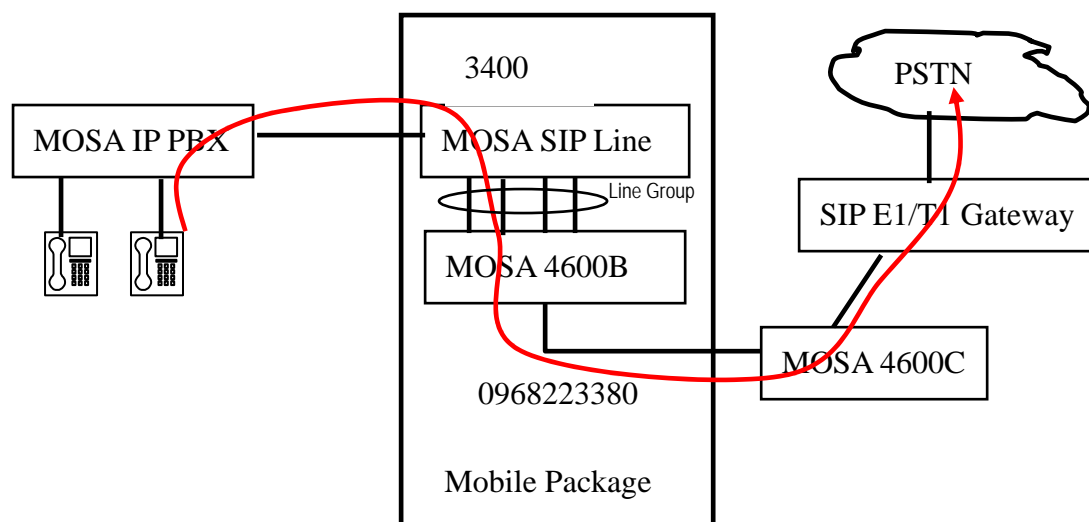 3400
PSTN
MOSA IP PBX
MOSA SIP Line
Line Group
SIP E1/T1 Gateway
MOSA 4600B
MOSA 4600C
0968223380
Mobile Package